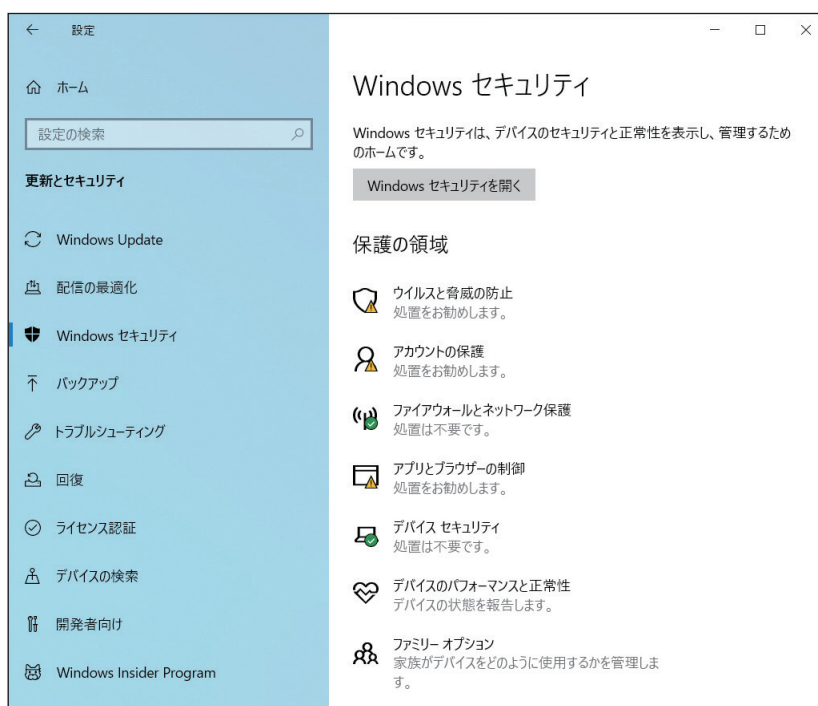 設定
ホーム
設定の検索
更新とセキュリティ
Windows Update
配信の最適化
Windows セキュリティ
バックアップ
トラブルシューティング
回復
ライセンス認証
デバイスの検索
開発者向け
Windows Insider Program
Windows セキュリティ
Windows セキュリティは、デバイスのセキュリティと正常性を表示し、管理するため
のホームです。
Windows セキュリティを開く
保護の領域
ウイルスと脅威の防止
処置をお勧めします。
アカウントの保護
処置をお勧めします。
ファイアウォールとネットワーク保護
処置は不要です。
アプリとブラウザーの制御
処置をお勧めします。
デバイス セキュリティ
処置は不要です。
デバイスのパフォーマンスと正常性
デバイスの状態を報告します。
ファミリー オプション
家族がデバイスをどのように使用するかを管理しま
す。